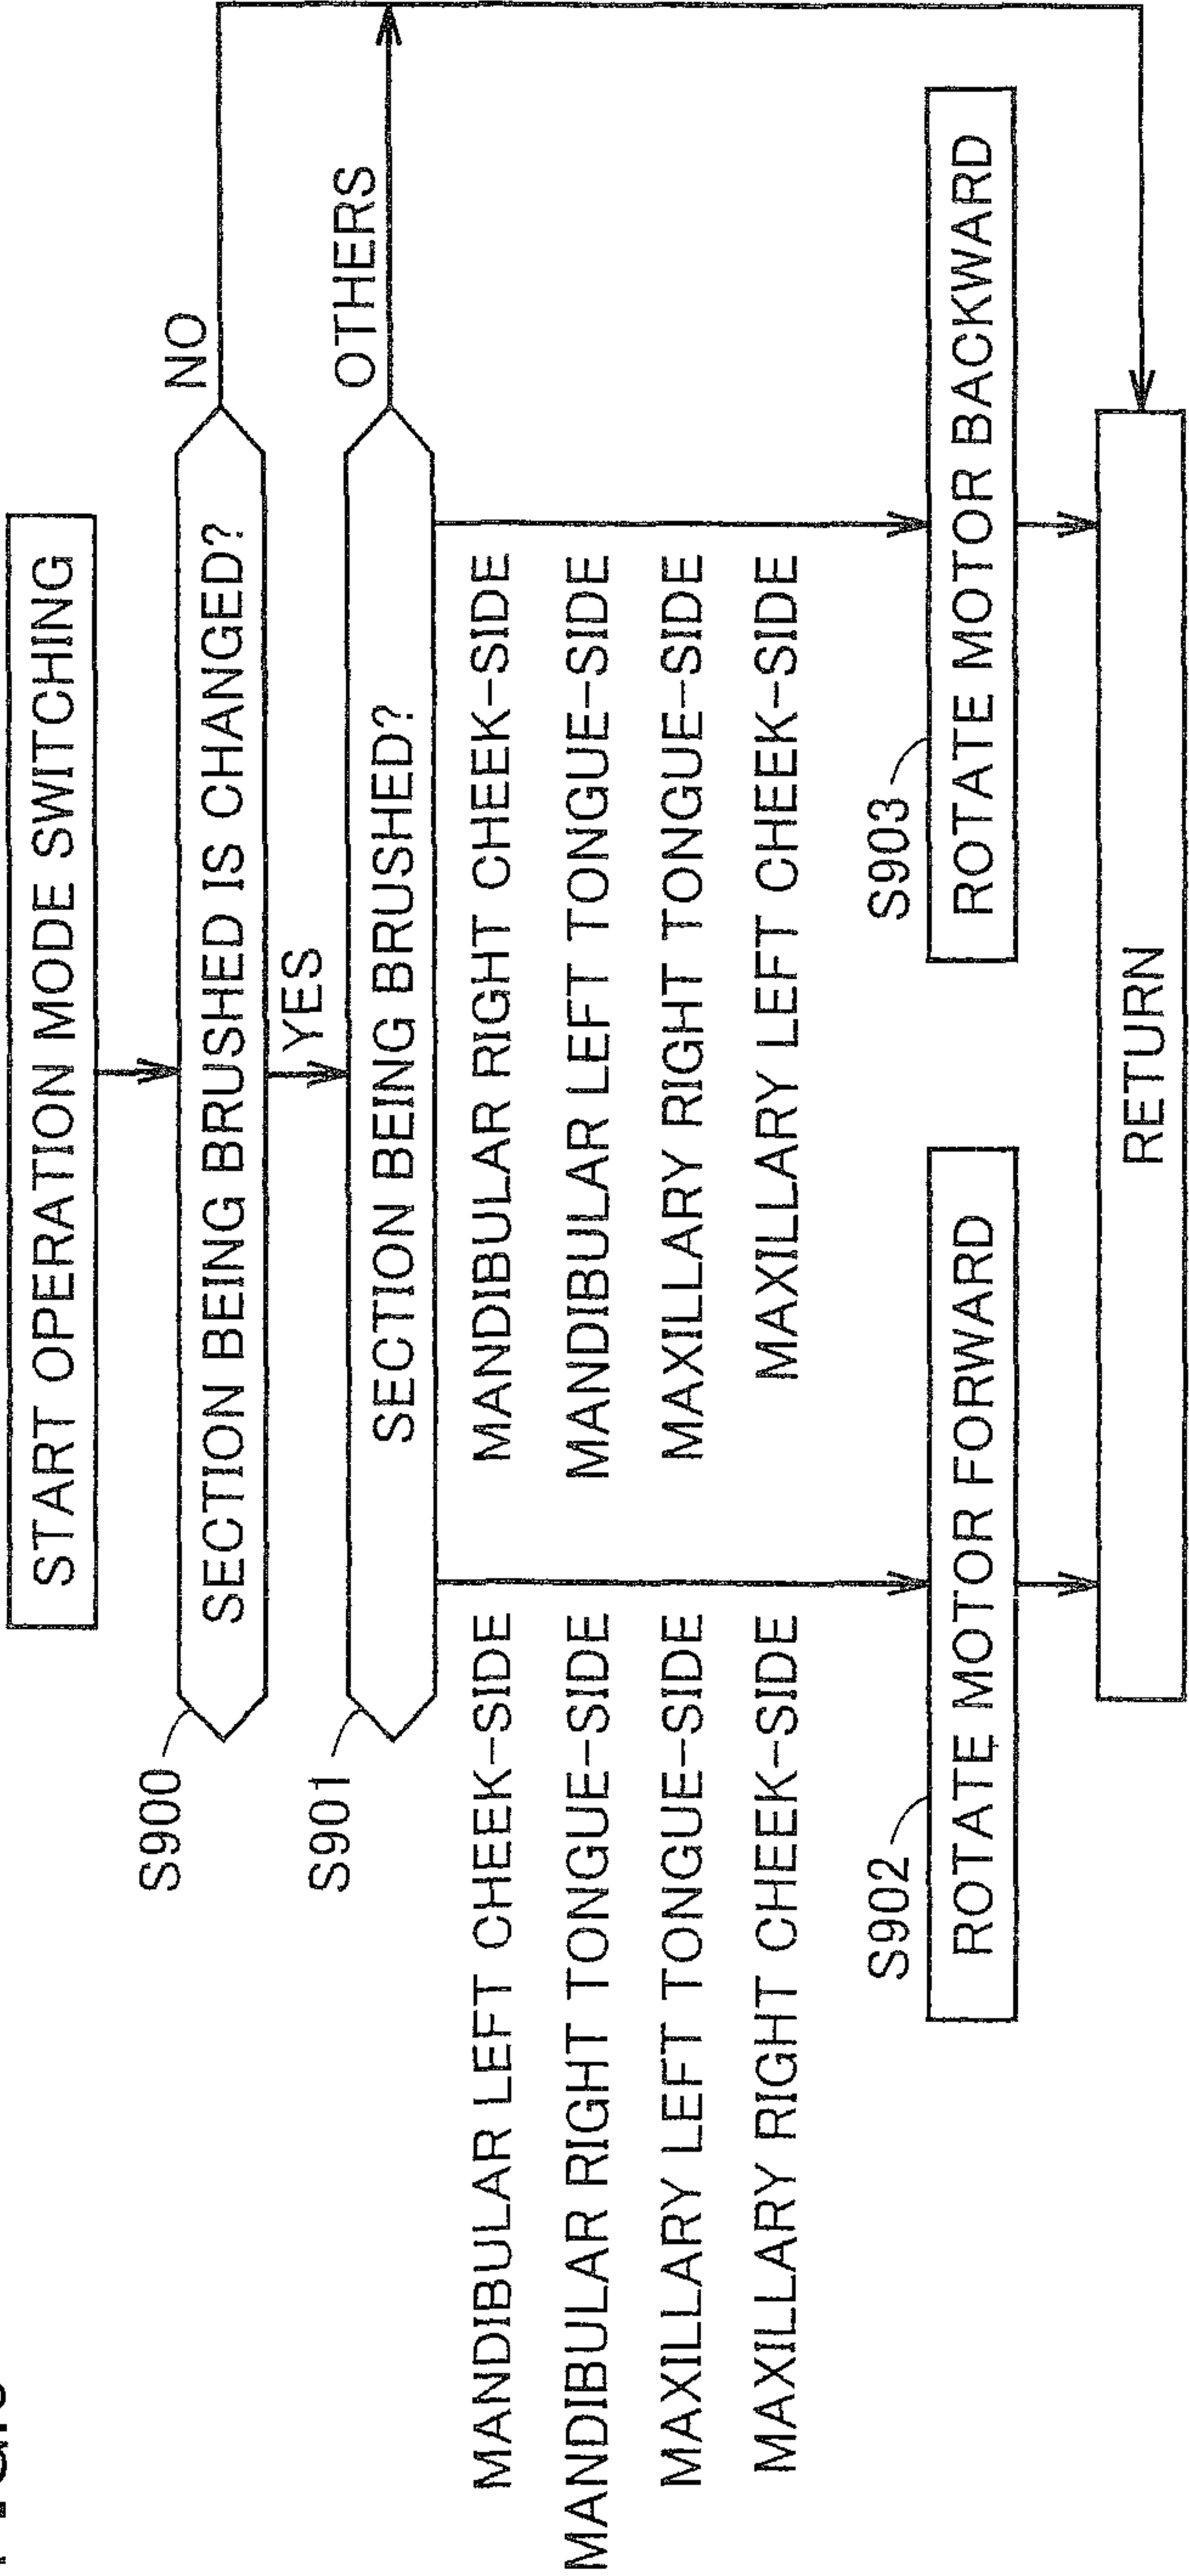 START OPERATION MODE SWITCHING
S900
SECTION BEING BRUSHED IS CHANGED?
NO
YES
S901
SECTION BEING BRUSHED?
OTHERS
MANDIBULAR LEFT CHEEK-SIDE
MANDIBULAR RIGHT TONGUE-SIDE
MAXILLARY LEFT TONGUE-SIDE
MAXILLARY RIGHT CHEEK-SIDE
MANDIBULAR RIGHT CHEEK-SIDE
MANDIBULAR LEFT TONGUE-SIDE
MAXILLARY RIGHT TONGUE-SIDE
MAXILLARY LEFT CHEEK-SIDE
S902
ROTATE MOTOR FORWARD
S903
ROTATE MOTOR BACKWARD
RETURN